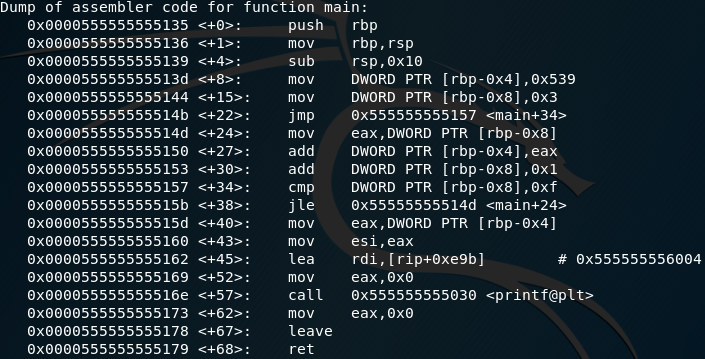 Dump of assembler code for function main:
0x0000555555555135 <+0>: push rbp
0x0000555555555136 <+1>: mov rbp,rsp
0x0000555555555139 <+4>: sub rsp,0x10
0x000055555555513d <+8>: mov DWORD PTR [rbp-0x4],0x539
0x0000555555555144 <+15>: mov DWORD PTR [rbp-0x8],0x3
0x000055555555514b <+22>: jmp 0x555555555157 <main+34>
0x000055555555514d <+24>: mov eax,DWORD PTR [rbp-0x8]
0x0000555555555150 <+27>: add DWORD PTR [rbp-0x4],eax
0x0000555555555153 <+30>: add DWORD PTR [rbp-0x8],0x1
0x0000555555555157 <+34>: cmp DWORD PTR [rbp-0x8],0xf
0x000055555555515b <+38>: jle 0x55555555514d <main+24>
0x000055555555515d <+40>: mov eax,DWORD PTR [rbp-0x4]
0x0000555555555160 <+43>: mov esi,eax
0x0000555555555162 <+45>: lea rdi,[rip+0xe9b] # 0x555555556004
0x0000555555555169 <+52>: mov eax,0x0
0x000055555555516e <+57>: call 0x555555555030 <printf@plt>
0x0000555555555173 <+62>: mov eax,0x0
0x0000555555555178 <+67>: leave
0x0000555555555179 <+68>: ret